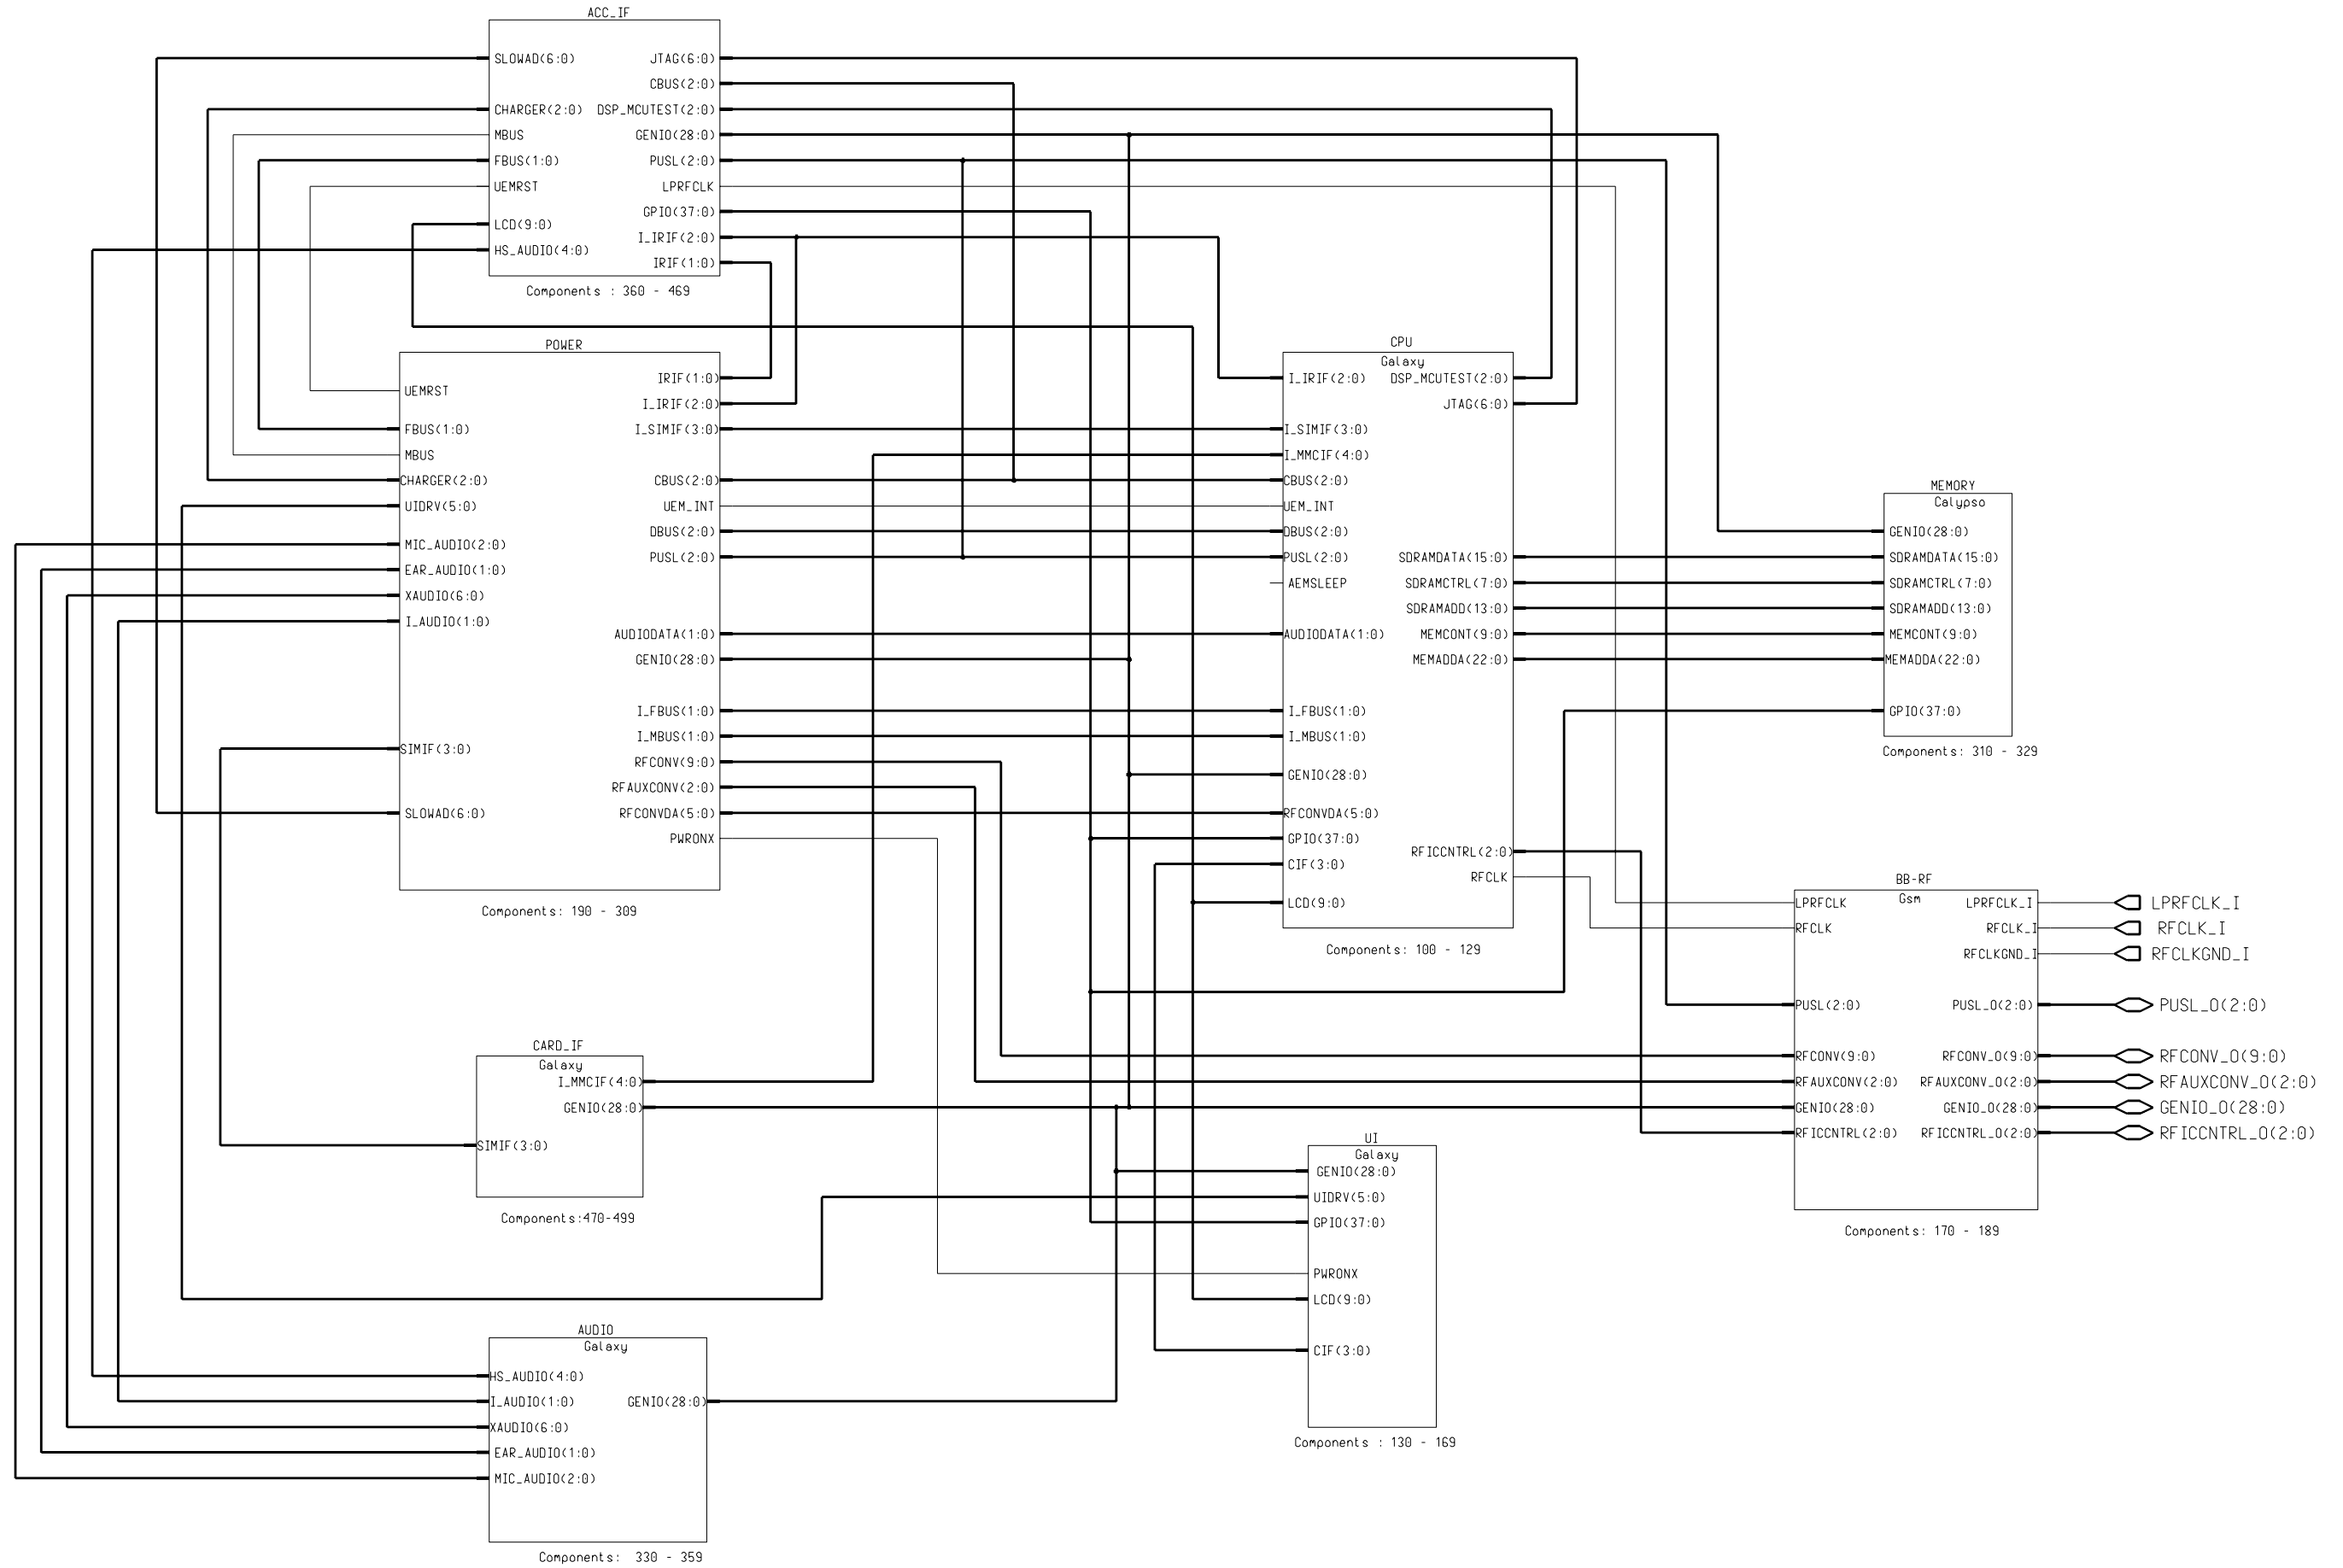 ACC_IF
SLOWAD(6:0)
CHARGER(2:0)
MBUS
FBUS(1:0)
UEMRST
LCD(9:0)
HS_AUDIO(4:0)
JTAG(6:0)
CBUS(2:0)
DSP_MCUTEST(2:0)
GENIO(28:0)
PUSL(2:0)
LPRFCLK
GPIO(37:0)
I_IRIF(2:0)
IRIF(1:0)
Components : 360 - 469
POWER
UEMRST
FBUS(1:0)
MBUS
CHARGER(2:0)
UIDRV(5:0)
MIC_AUDIO(2:0)
EAR_AUDIO(1:0)
XAUDIO(6:0)
I_AUDIO(1:0)
SIMIF(3:0)
SLOWAD(6:0)
IRIF(1:0)
I_IRIF(2:0)
I_SIMIF(3:0)
CBUS(2:0)
UEM_INT
DBUS(2:0)
PUSL(2:0)
AUDIODATA(1:0)
GENIO(28:0)
I_FBUS(1:0)
I_MBUS(1:0)
RFCONV(9:0)
RFAUXCONV(2:0)
RFCONVDA(5:0)
PWRONX
Components: 190 - 309
CPU
Galaxy
I_IRIF(2:0)
I_SIMIF(3:0)
I_MMCIF(4:0)
CBUS(2:0)
UEM_INT
DBUS(2:0)
PUSL(2:0)
AEMSLEEP
AUDIODATA(1:0)
I_FBUS(1:0)
I_MBUS(1:0)
GENIO(28:0)
RFCONVDA(5:0)
GPIO(37:0)
CIF(3:0)
LCD(9:0)
DSP_MCUTEST(2:0)
JTAG(6:0)
SDRAMDATA(15:0)
SDRAMCTRL(7:0)
SDRAMADD(13:0)
MEMCONT(9:0)
MEMADDA(22:0)
RFICCNTRL(2:0)
RFCLK
Components: 100 - 129
MEMORY
Calypso
GENIO(28:0)
SDRAMDATA(15:0)
SDRAMCTRL(7:0)
SDRAMADD(13:0)
MEMCONT(9:0)
MEMADDA(22:0)
GPIO(37:0)
Components: 310 - 329
BB-RF
Gsm
LPRFCLK
RFCLK
PUSL(2:0)
RFCONV(9:0)
RFAUXCONV(2:0)
GENIO(28:0)
RFICCNTRL(2:0)
LPRFCLK_I
RFCLK_I
RFCLKGND_I
PUSL_O(2:0)
RFCONV_O(9:0)
RFAUXCONV_O(2:0)
GENIO_O(28:0)
RFICCNTRL_O(2:0)
LPRFCLK_I
RFCLK_I
RFCLKGND_I
PUSL_O(2:0)
RFCONV_O(9:0)
RFAUXCONV_O(2:0)
GENIO_O(28:0)
RFICCNTRL_O(2:0)
Components: 170 - 189
CARD_IF
Galaxy
I_MMCIF(4:0)
GENIO(28:0)
SIMIF(3:0)
Components:470-499
UI
Galaxy
GENIO(28:0)
UIDRV(5:0)
GPIO(37:0)
PWRONX
LCD(9:0)
CIF(3:0)
Components : 130 - 169
AUDIO
Galaxy
HS_AUDIO(4:0)
I_AUDIO(1:0)
XAUDIO(6:0)
EAR_AUDIO(1:0)
MIC_AUDIO(2:0)
GENIO(28:0)
Components: 330 - 359